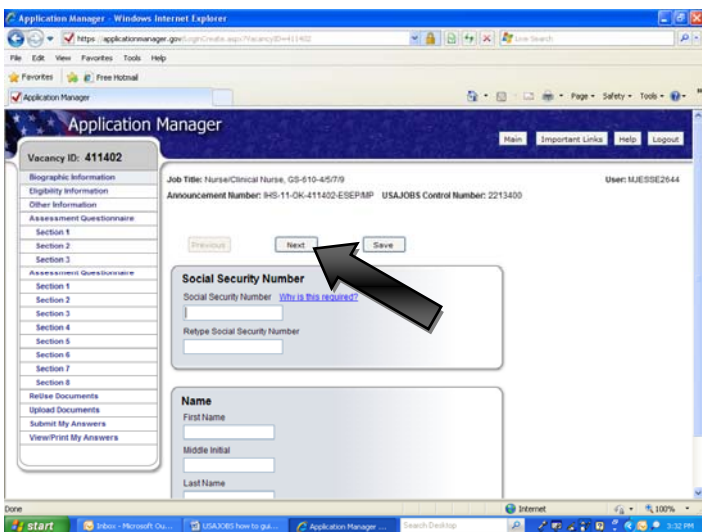 Application Manager - Windows Internet Explorer
https://applicationmanager.gov/LoginCreate.aspx?VacancyID=411402
Live Search
File Edit View Favorites Tools Help
Favorites Free Hotmail
Application Manager
Page Safety Tools
Application Manager
Main Important Links Help Logout
Vacancy ID: 411402
Biographic Information
Eligibility Information
Other Information
Assessment Questionnaire
Section 1
Section 2
Section 3
Assessment Questionnaire
Section 1
Section 2
Section 3
Section 4
Section 5
Section 6
Section 7
Section 8
ReUse Documents
Upload Documents
Submit My Answers
View/Print My Answers
Job Title: Nurse/Clinical Nurse, GS-610-4/5/7/9
User: MJESSE2644
Announcement Number: IHS-11-OK-411402-ESEP/MP USAJOBS Control Number: 2213400
Previous Next Save
Social Security Number
Social Security Number Why is this required?
Retype Social Security Number
Name
First Name
Middle Initial
Last Name
Done
Internet
100%
start
Inbox - Microsoft Ou...
USAJOBS how to gui...
Application Manager ...
Search Desktop
3:32 PM